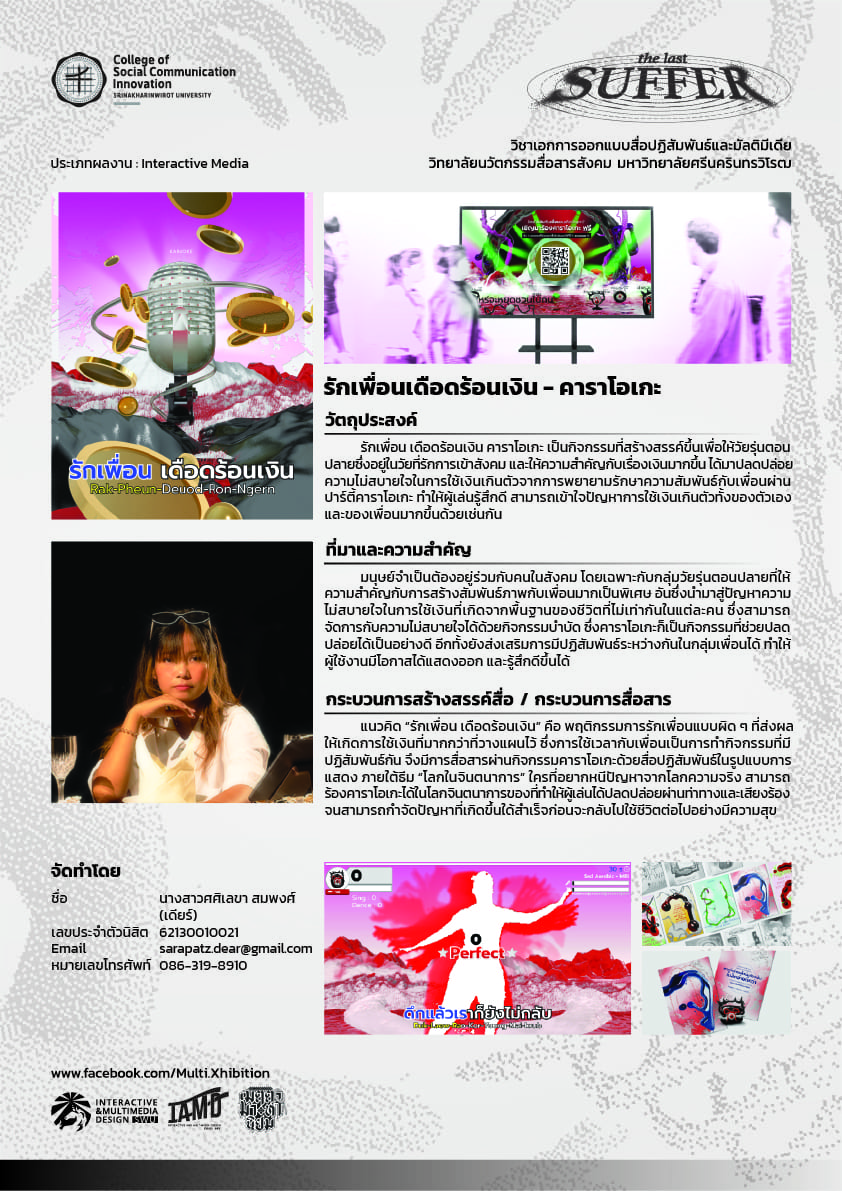 College of
Social Communication
Innovation
SRINAKHARINWIROT UNIVERSITY
the last
SUFFER
วิชาเอกการออกแบบสื่อปฏิสัมพันธ์และมัลติมีเดีย
วิทยาลัยนวัตกรรมสื่อสารสังคม มหาวิทยาลัยศรีนครินทรวิโรฒ
ประเภทผลงาน : Interactive Media
KARAOKE
รักเพื่อน เดือดร้อนเงิน
Rak-Pheun-Deuod-Ron-Ngern
เชิญมาร้องคาราโอเกะ ฟรี
รักเพื่อนเดือดร้อนเงิน - คาราโอเกะ
วัตถุประสงค์
รักเพื่อน เดือดร้อนเงิน คาราโอเกะ เป็นกิจกรรมที่สร้างสรรค์ขึ้นเพื่อให้วัยรุ่นตอน
ปลายซึ่งอยู่ในวัยที่รักการเข้าสังคม และให้ความสำคัญกับเรื่องเงินมากขึ้น ได้มาปลดปล่อย
ความไม่สบายใจในการใช้เงินเกินตัวจากการพยายามรักษาความสัมพันธ์กับเพื่อนผ่าน
ปาร์ตี้คาราโอเกะ ทำให้ผู้เล่นรู้สึกดี สามารถเข้าใจปัญหาการใช้เงินเกินตัวทั้งของตัวเอง
และของเพื่อนมากขึ้นด้วยเช่นกัน
ที่มาและความสำคัญ
มนุษย์จำเป็นต้องอยู่ร่วมกับคนในสังคม โดยเฉพาะกับกลุ่มวัยรุ่นตอนปลายที่ให้
ความสำคัญกับการสร้างสัมพันธ์ภาพกับเพื่อนมากเป็นพิเศษ อันซึ่งนำมาสู่ปัญหาความ
ไม่สบายใจในการใช้เงินที่เกิดจากพื้นฐานของชีวิตที่ไม่เท่ากันในแต่ละคน ซึ่งสามารถ
จัดการกับความไม่สบายใจได้ด้วยกิจกรรมบำบัด ซึ่งคาราโอเกะก็เป็นกิจกรรมที่ช่วยปลด
ปล่อยได้เป็นอย่างดี อีกทั้งยังส่งเสริมการมีปฏิสัมพันธ์ระหว่างกันในกลุ่มเพื่อนได้ ทำให้
ผู้ใช้งานมีโอกาสได้แสดงออก และรู้สึกดีขึ้นได้
กระบวนการสร้างสรรค์สื่อ / กระบวนการสื่อสาร
แนวคิด "รักเพื่อน เดือดร้อนเงิน" คือ พฤติกรรมการรักเพื่อนแบบผิด ๆ ที่ส่งผล
ให้เกิดการใช้เงินที่มากกว่าที่วางแผนไว้ ซึ่งการใช้เวลากับเพื่อนเป็นการทำกิจกรรมที่มี
ปฏิสัมพันธ์กัน จึงมีการสื่อสารผ่านกิจกรรมคาราโอเกะด้วยสื่อปฏิสัมพันธ์ในรูปแบบการ
แสดง ภายใต้ธีม "โลกในจินตนาการ" ใครที่อยากหนีปัญหาจากโลกความจริง สามารถ
ร้องคาราโอเกะได้ในโลกจินตนาการของที่ทำให้ผู้เล่นได้ปลดปล่อยผ่านท่าทางและเสียงร้อง
จนสามารถกำจัดปัญหาที่เกิดขึ้นได้สำเร็จก่อนจะกลับไปใช้ชีวิตต่อไปอย่างมีความสุข
จัดทำโดย
ชื่อ นางสาวศศิเลขา สมพงศ์
(เดียร์)
เลขประจำตัวนิสิต 62130010021
Email sarapatz.dear@gmail.com
หมายเลขโทรศัพท์ 086-319-8910
0
Sing : 0
Dance : 0
0
Perfect
ดึกแล้วเราก็ยังไม่กลับ
www.facebook.com/Multi.Xhibition
INTERACTIVE
&MULTIMEDIA
DESIGN SWU
IAMD